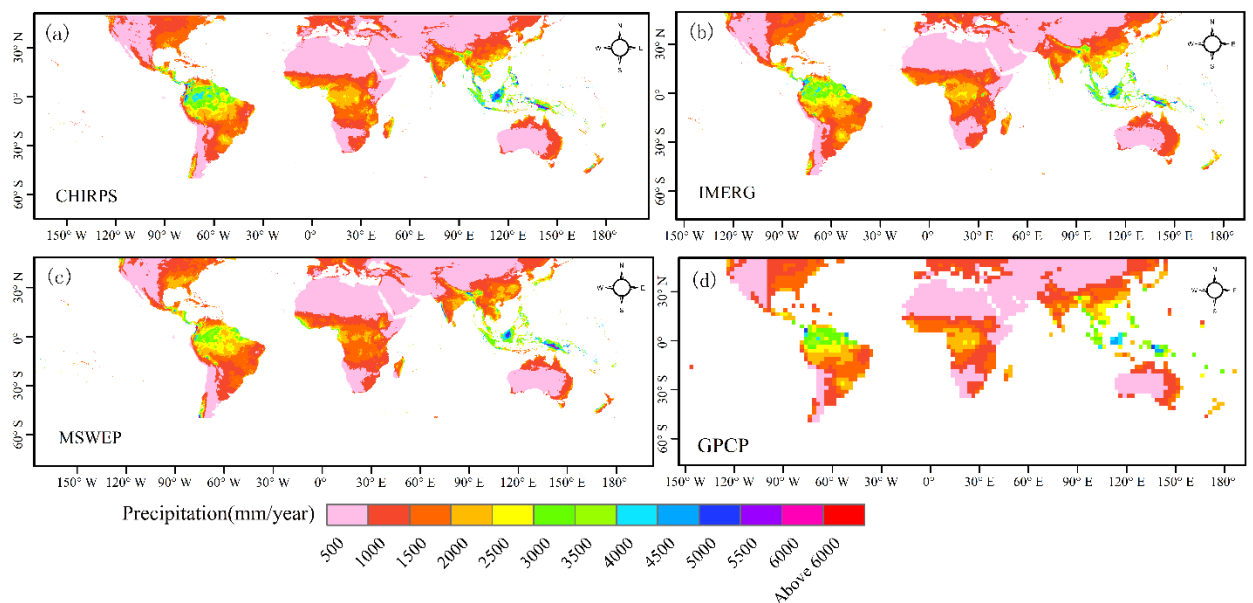 (a)
30° N
0°
30° S
60° S
N
W
L
S
CHIRPS
150° W 120° W 90° W 60° W 30° W 0° 30° E 60° E 90° E 120° E 150° E 180°
(b)
30° N
0°
30° S
60° S
N
W
E
S
IMERG
150° W 120° W 90° W 60° W 30° W 0° 30° E 60° E 90° E 120° E 150° E 180°
(c)
30° N
0°
30° S
60° S
N
W
E
S
MSWEP
150° W 120° W 90° W 60° W 30° W 0° 30° E 60° E 90° E 120° E 150° E 180°
(d)
30° N
0°
30° S
60° S
N
W
S
GPCP
150° W 120° W 90° W 60° W 30° W 0° 30° E 60° E 90° E 120° E 150° E 180°
Precipitation(mm/year)
500 1000 1500 2000 2500 3000 3500 4000 4500 5000 5500 6000 Above 6000